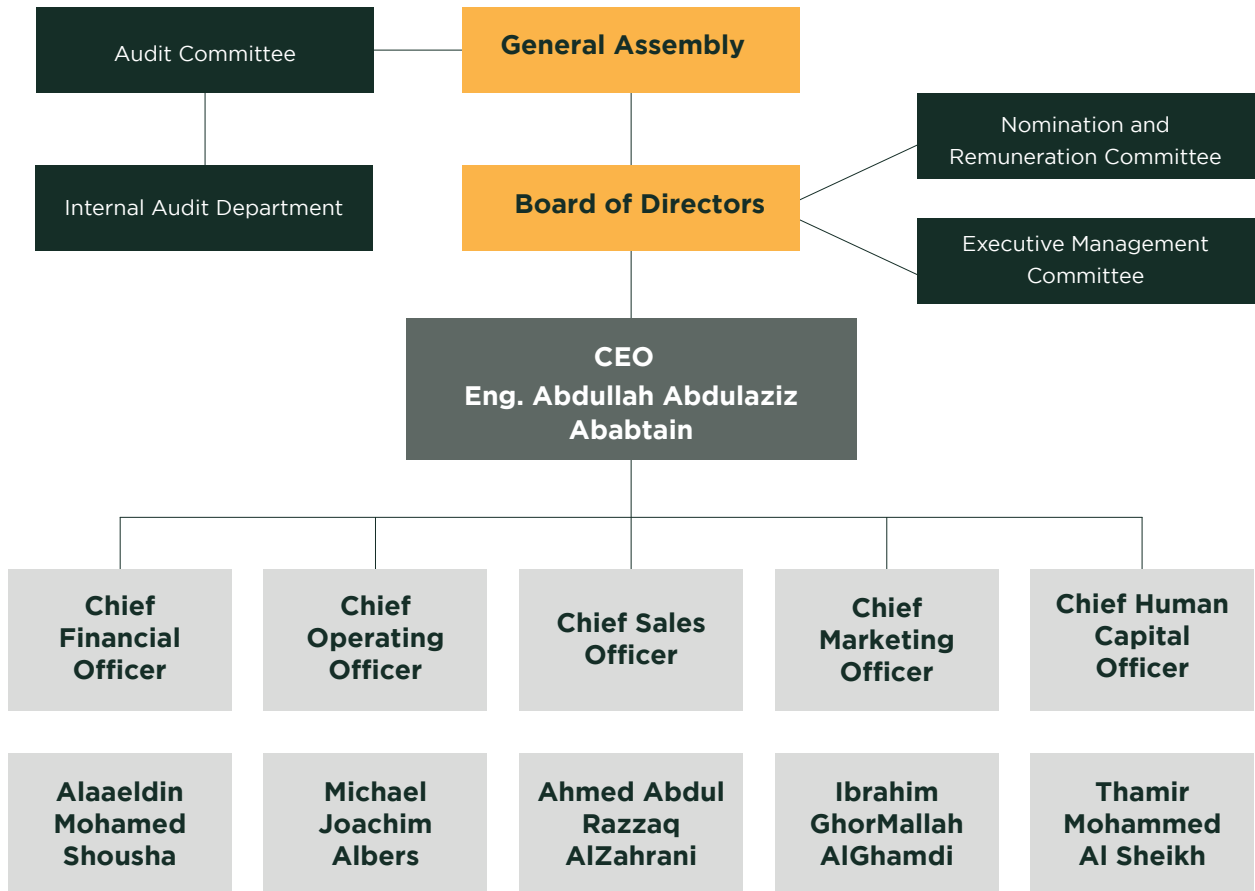 Audit Committee
General Assembly
Nomination and
Remuneration Committee
Internal Audit Department
Board of Directors
Executive Management
Committee
CEO
Eng. Abdullah Abdulaziz
Ababtain
Chief
Financial
Officer
Chief
Operating
Officer
Chief Sales
Officer
Chief
Marketing
Officer
Chief Human
Capital
Officer
Alaaeldin
Mohamed
Shousha
Michael
Joachim
Albers
Ahmed Abdul
Razzaq
AlZahrani
Ibrahim
GhorMallah
AlGhamdi
Thamir
Mohammed
Al Sheikh